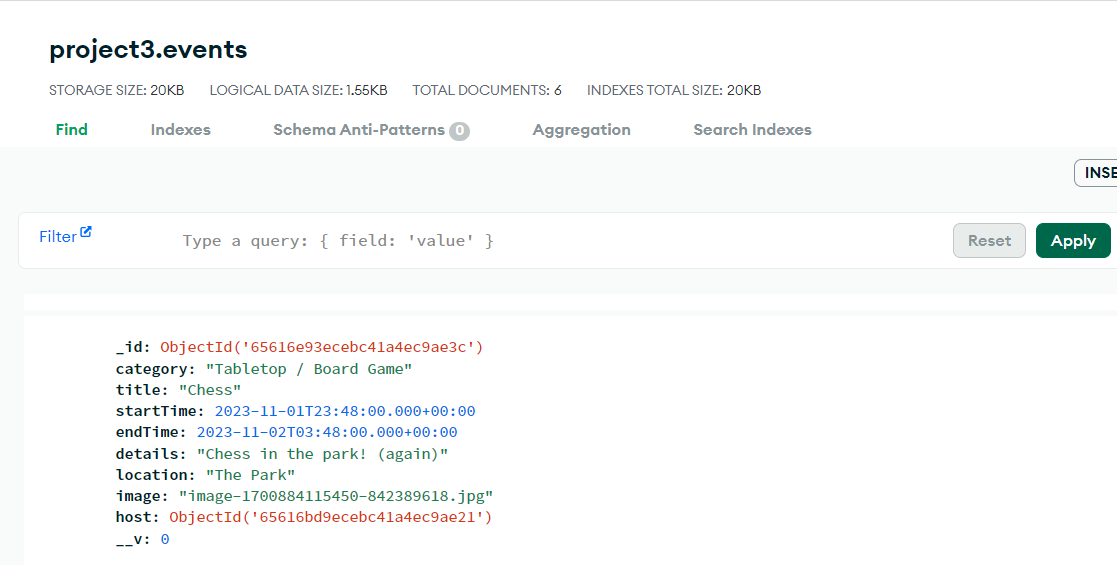 project3.events
STORAGE SIZE: 20KB LOGICAL DATA SIZE: 1.55KB TOTAL DOCUMENTS: 6 INDEXES TOTAL SIZE: 20KB
Find Indexes Schema Anti-Patterns 0 Aggregation Search Indexes
INSE
Filter Type a query: { field: 'value' } Reset Apply
_id: ObjectId('65616e93ecebc41a4ec9ae3c')
category: "Tabletop / Board Game"
title: "Chess"
startTime: 2023-11-01T23:48:00.000+00:00
endTime: 2023-11-02T03:48:00.000+00:00
details: "Chess in the park! (again)"
location: "The Park"
image: "image-1700884115450-842389618.jpg"
host: ObjectId('65616bd9ecebc41a4ec9ae21')
__v: 0